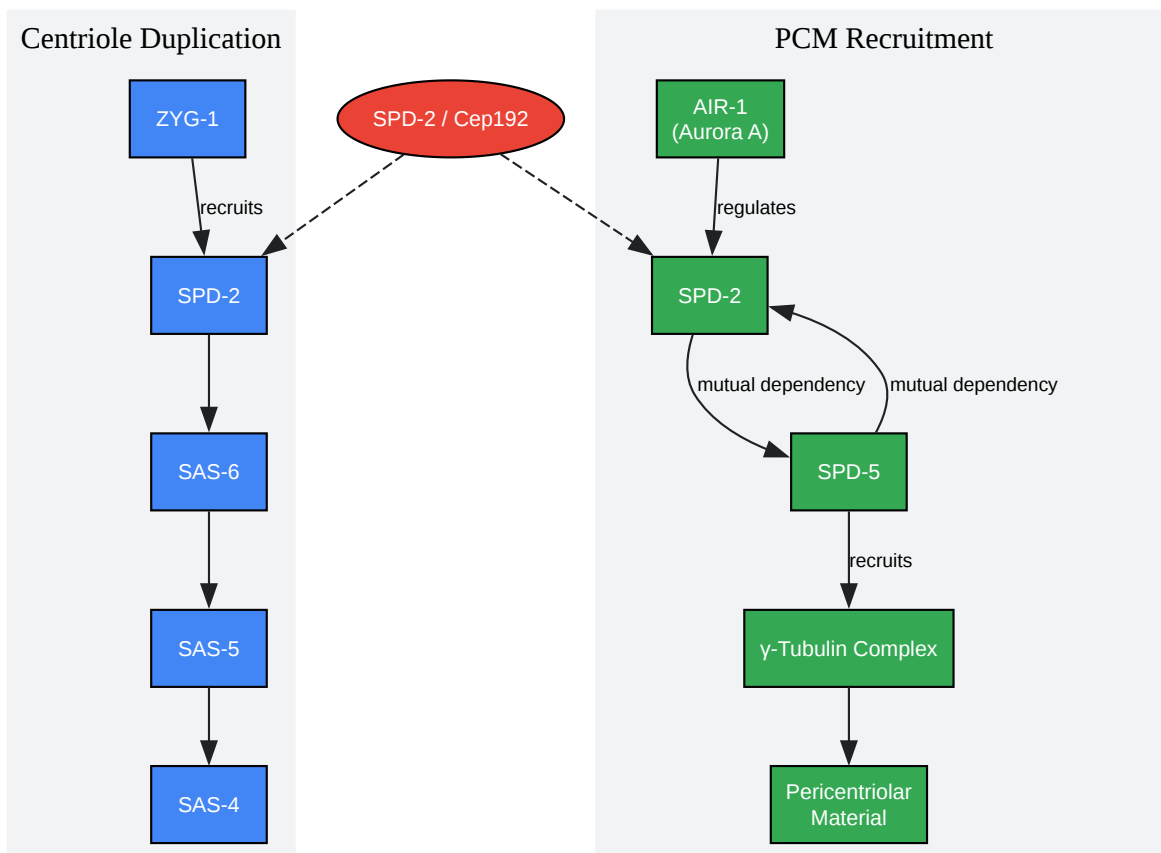 Centriole Duplication
PCM Recruitment
ZYG-1
SPD-2 / Cep192
AIR-1
(Aurora A)
recruits
regulates
SPD-2
SPD-2
mutual dependency
mutual dependency
SAS-6
SPD-5
recruits
SAS-5
γ-Tubulin Complex
SAS-4
Pericentriolar
Material